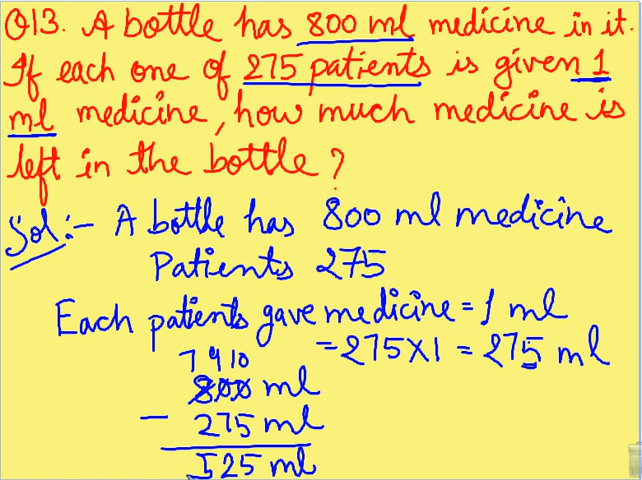 Q13. A bottle has 800 ml medicine in it.
If each one of 275 patients is given 1
ml medicine, how much medicine is
left in the bottle?
Sol:- A bottle has 800 ml medicine
Patients 275
Each patients gave medicine = 1 ml
= 275 X 1 = 275 ml
7 9 10
800 ml
- 275 ml
525 ml